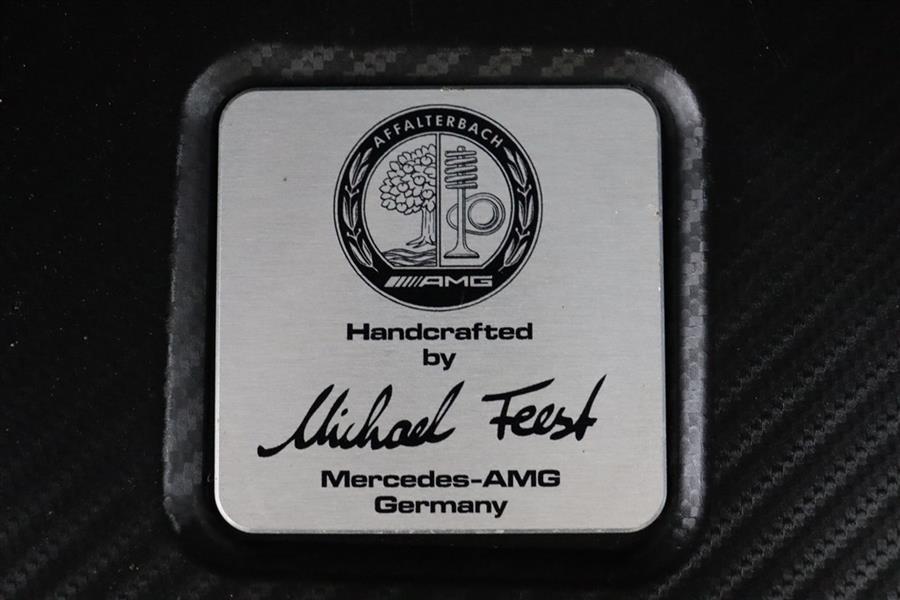 AFFALTERBACH
AMG
Handcrafted
by
Michael Feest
Mercedes-AMG
Germany